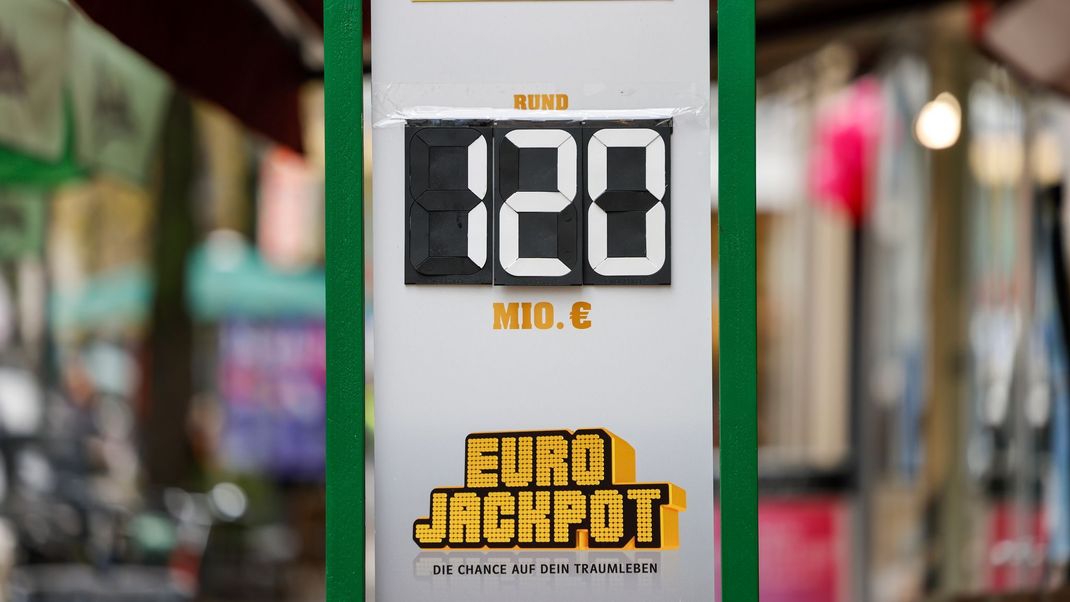 RUND
120
MIO. €
EURO
JACKPOT
DIE CHANCE AUF DEIN TRAUMLEBEN